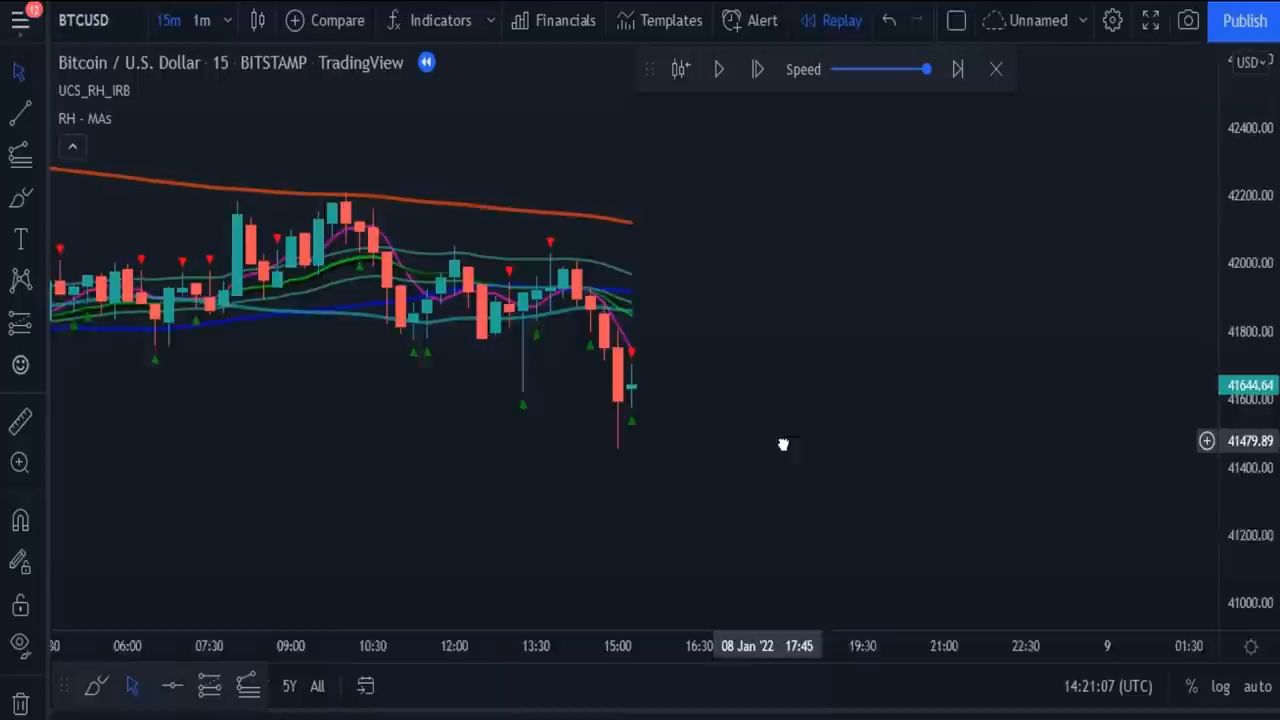 12
BTCUSD 15m 1m Compare Indicators Financials Templates Alert Replay Unnamed Publish
Bitcoin / U.S. Dollar · 15 · BITSTAMP · TradingView
Speed
USD
UCS_RH_IRB
RH - MAs
42400.00
42200.00
42000.00
41800.00
41644.64
41600.00
41479.89
41400.00
41200.00
41000.00
30 06:00 07:30 09:00 10:30 12:00 13:30 15:00 16:30 08 Jan '22 17:45 19:30 21:00 22:30 9 01:30
5Y All 14:21:07 (UTC) % log auto